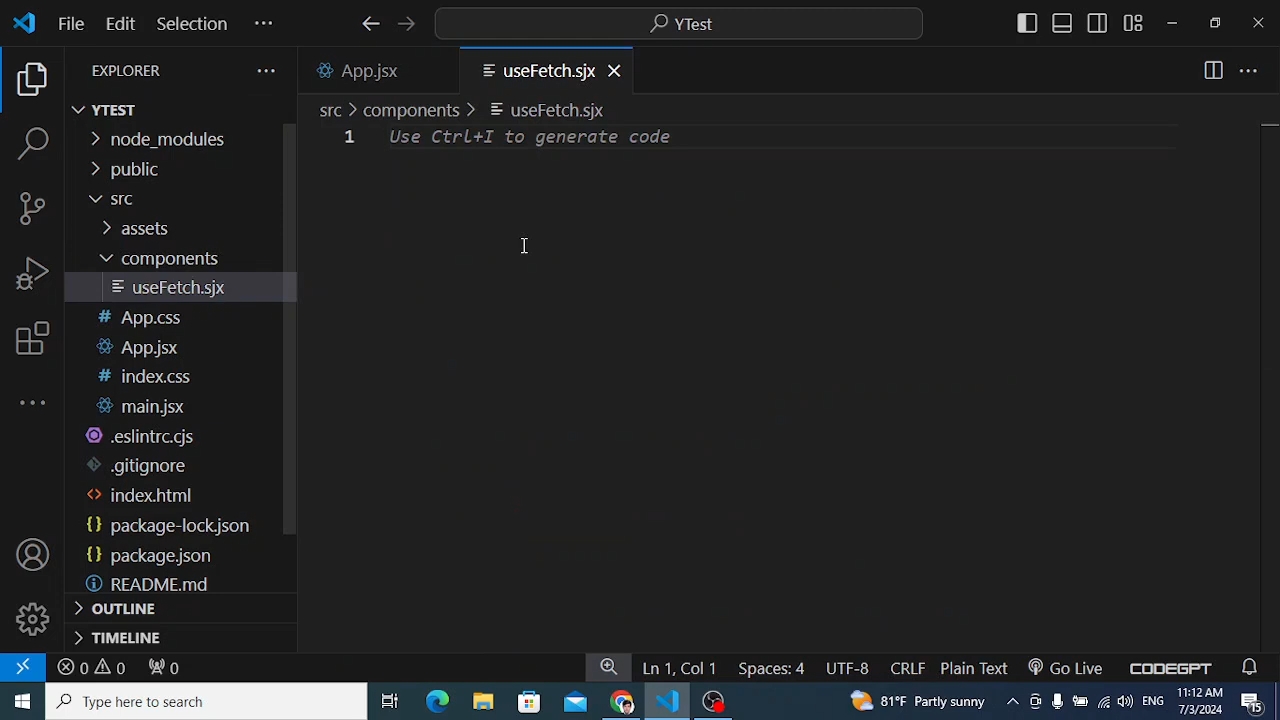 File Edit Selection ··· YTest
EXPLORER ···
App.jsx
useFetch.sjx
YTEST
src > components > useFetch.sjx
node_modules
1 Use Ctrl+I to generate code
public
src
assets
components
useFetch.sjx
App.css
App.jsx
index.css
main.jsx
.eslintrc.cjs
.gitignore
index.html
package-lock.json
package.json
README.md
OUTLINE
TIMELINE
0 0 0 Ln 1, Col 1 Spaces: 4 UTF-8 CRLF Plain Text Go Live CODEGPT
Type here to search 81°F Partly sunny ENG 11:12 AM
7/3/2024 15